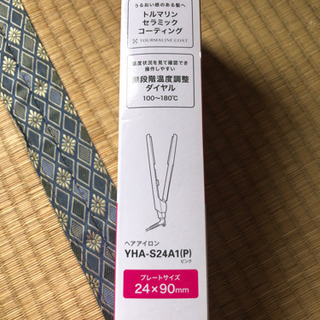 うるおい感のある髪へ
トルマリン
セラミック
コーティング
TOURMALINE COAT
温度状況を見て確認でき
操作しやすい
無段階温度調整
ダイヤル
100~180℃
ヘアアイロン
YHA-S24A1(P)
ピンク
プレートサイズ
24×90mm